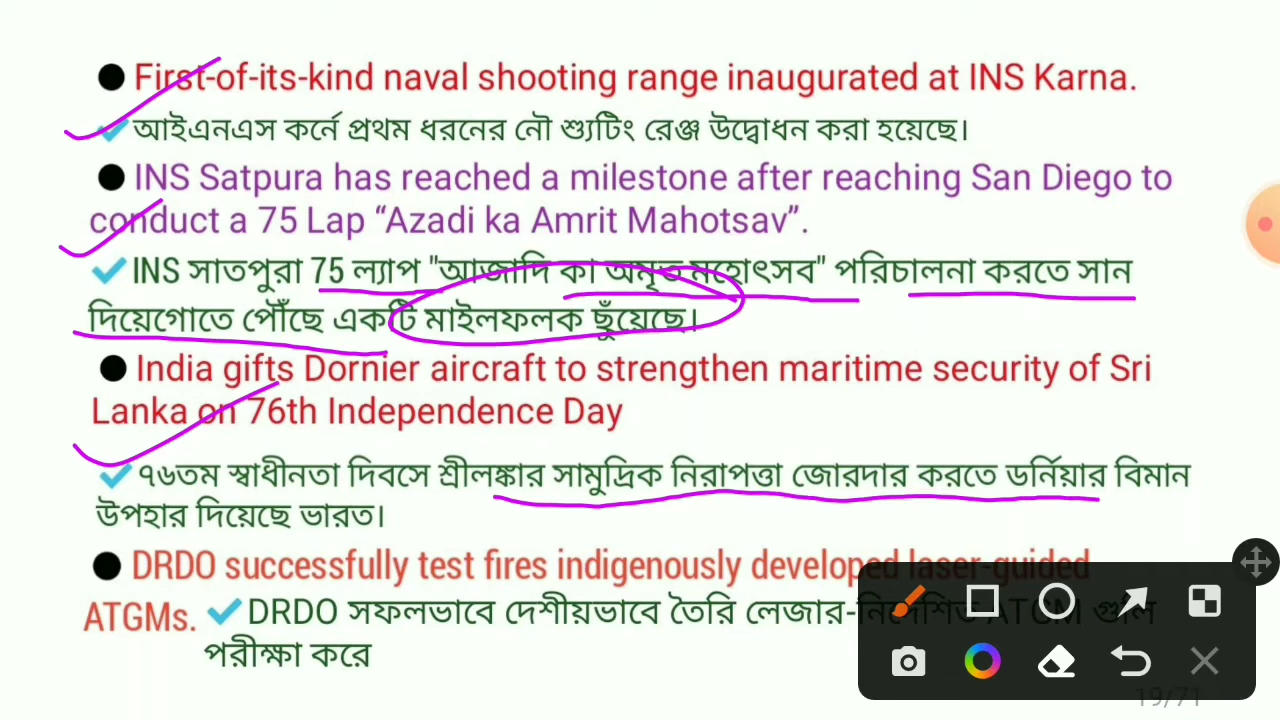 First-of-its-kind naval shooting range inaugurated at INS Karna.
আইএনএস কর্নে প্রথম ধরনের নৌ শ্যুটিং রেঞ্জ উদ্বোধন করা হয়েছে।
INS Satpura has reached a milestone after reaching San Diego to
conduct a 75 Lap “Azadi ka Amrit Mahotsav”.
INS সাতপুরা 75 ল্যাপ "আজাদি কা অমৃত মহোৎসব" পরিচালনা করতে সান
দিয়েগোতে পৌঁছে একটি মাইলফলক ছুঁয়েছে।
India gifts Dornier aircraft to strengthen maritime security of Sri
Lanka on 76th Independence Day
৭৬তম স্বাধীনতা দিবসে শ্রীলঙ্কার সামুদ্রিক নিরাপত্তা জোরদার করতে ডর্নিয়ার বিমান
উপহার দিয়েছে ভারত।
DRDO successfully test fires indigenously developed laser-guided
ATGMs. DRDO সফলভাবে দেশীয়ভাবে তৈরি লেজার-নির্দেশিত ATGM গুলি
পরীক্ষা করে
19/71